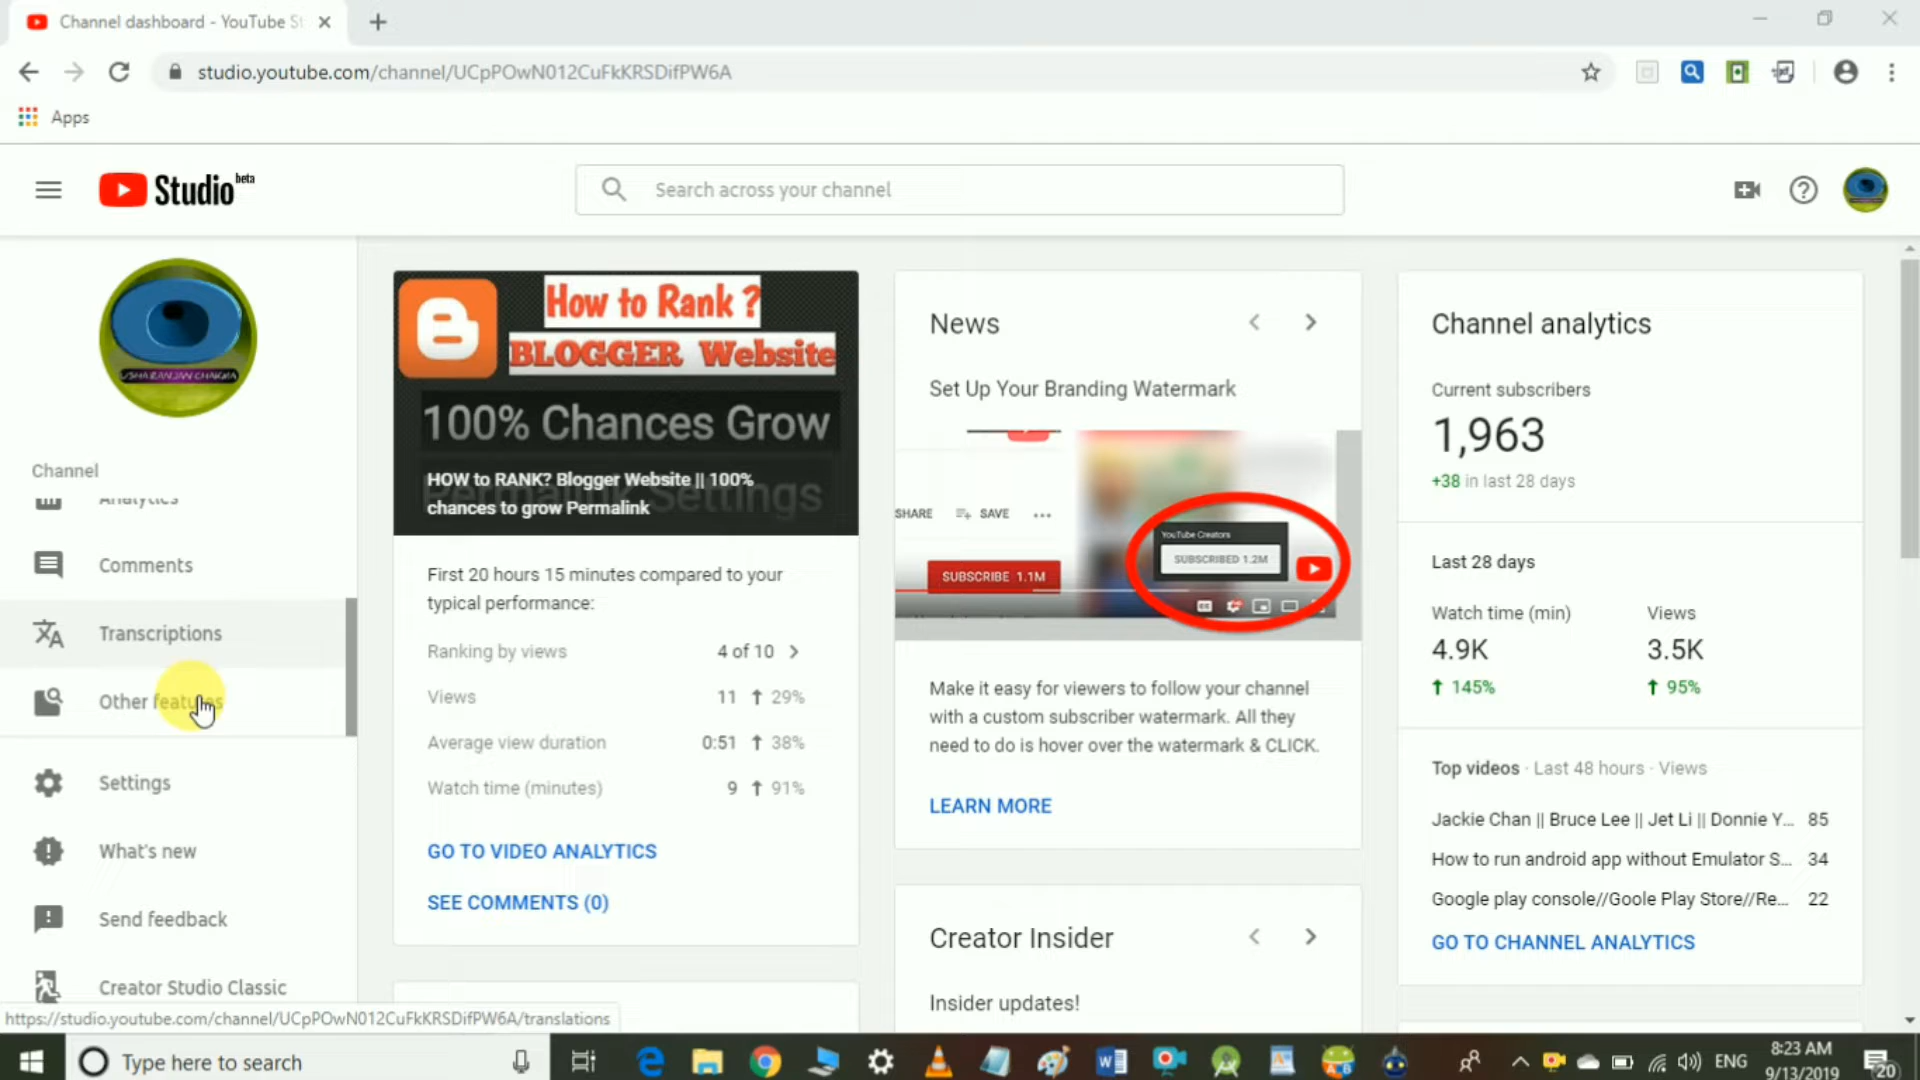 Channel dashboard - YouTube St
studio.youtube.com/channel/UCpPOwN012CuFkKRSDifPW6A
Apps
Studio beta
Search across your channel
USHA RANJAN CHAKMA
Channel
Analytics
Comments
Transcriptions
Other features
Settings
What's new
Send feedback
Creator Studio Classic
https://studio.youtube.com/channel/UCpPOwN012CuFkKRSDifPW6A/translations
How to Rank ?
BLOGGER Website
100% Chances Grow
Permalink Settings
HOW to RANK? Blogger Website || 100%
chances to grow Permalink
First 20 hours 15 minutes compared to your
typical performance:
Ranking by views 4 of 10
Views 11 29%
Average view duration 0:51 38%
Watch time (minutes) 9 91%
GO TO VIDEO ANALYTICS
SEE COMMENTS (0)
News
Set Up Your Branding Watermark
SHARE SAVE ...
SUBSCRIBE 1.1M
YouTube Creators
SUBSCRIBED 1.2M
Make it easy for viewers to follow your channel
with a custom subscriber watermark. All they
need to do is hover over the watermark & CLICK.
LEARN MORE
Creator Insider
Insider updates!
Channel analytics
Current subscribers
1,963
+38 in last 28 days
Last 28 days
Watch time (min) Views
4.9K 3.5K
145% 95%
Top videos · Last 48 hours · Views
Jackie Chan || Bruce Lee || Jet Li || Donnie Y... 85
How to run android app without Emulator S... 34
Google play console//Goole Play Store//Re... 22
GO TO CHANNEL ANALYTICS
Type here to search
ENG
8:23 AM
9/13/2019
20